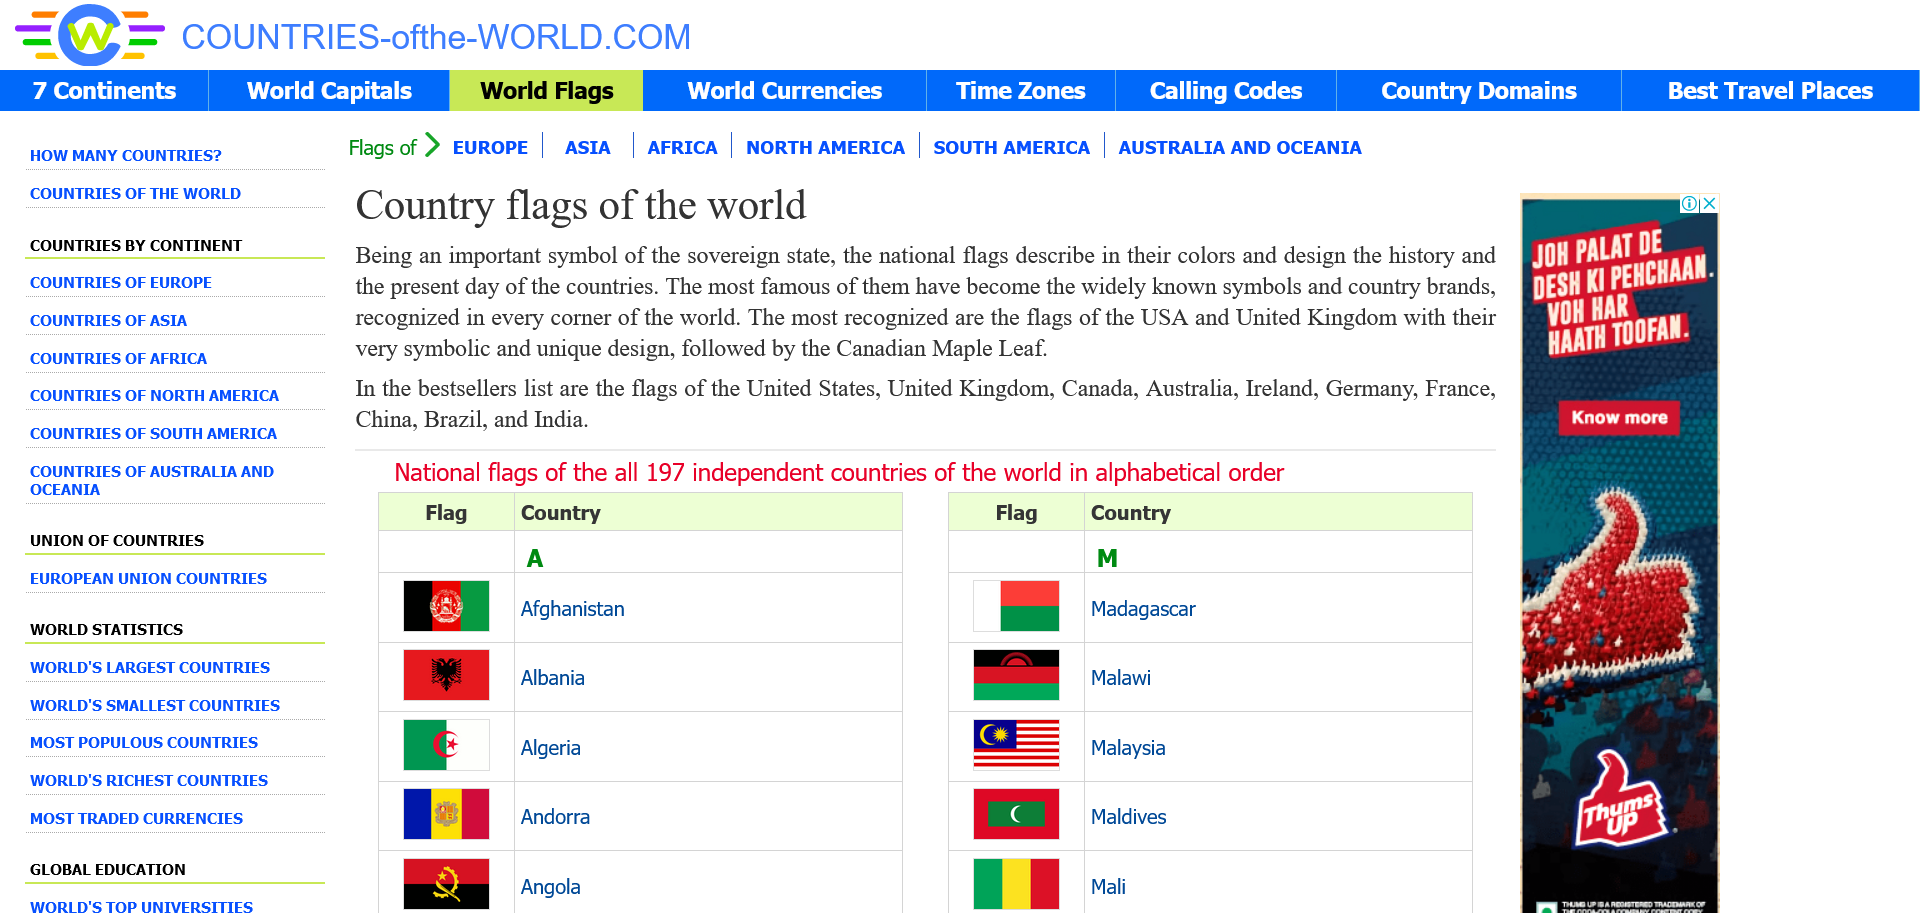 COUNTRIES-ofthe-WORLD.COM
7 Continents
World Capitals
World Flags
World Currencies
Time Zones
Calling Codes
Country Domains
Best Travel Places
HOW MANY COUNTRIES?
COUNTRIES OF THE WORLD
COUNTRIES BY CONTINENT
COUNTRIES OF EUROPE
COUNTRIES OF ASIA
COUNTRIES OF AFRICA
COUNTRIES OF NORTH AMERICA
COUNTRIES OF SOUTH AMERICA
COUNTRIES OF AUSTRALIA AND
OCEANIA
UNION OF COUNTRIES
EUROPEAN UNION COUNTRIES
WORLD STATISTICS
WORLD'S LARGEST COUNTRIES
WORLD'S SMALLEST COUNTRIES
MOST POPULOUS COUNTRIES
WORLD'S RICHEST COUNTRIES
MOST TRADED CURRENCIES
GLOBAL EDUCATION
WORLD'S TOP UNIVERSITIES
Flags of EUROPE ASIA AFRICA NORTH AMERICA SOUTH AMERICA AUSTRALIA AND OCEANIA
Country flags of the world
Being an important symbol of the sovereign state, the national flags describe in their colors and design the history and
the present day of the countries. The most famous of them have become the widely known symbols and country brands,
recognized in every corner of the world. The most recognized are the flags of the USA and United Kingdom with their
very symbolic and unique design, followed by the Canadian Maple Leaf.
In the bestsellers list are the flags of the United States, United Kingdom, Canada, Australia, Ireland, Germany, France,
China, Brazil, and India.
National flags of the all 197 independent countries of the world in alphabetical order
Flag Country
A
Afghanistan
Albania
Algeria
Andorra
Angola
Flag Country
M
Madagascar
Malawi
Malaysia
Maldives
Mali
JOH PALAT DE
DESH KI PEHCHAAN.
VOH HAR
HAATH TOOFAN.
Know more
Thums
UP
THUMS UP IS A REGISTERED TRADEMARK OF
THE COCA-COLA COMPANY